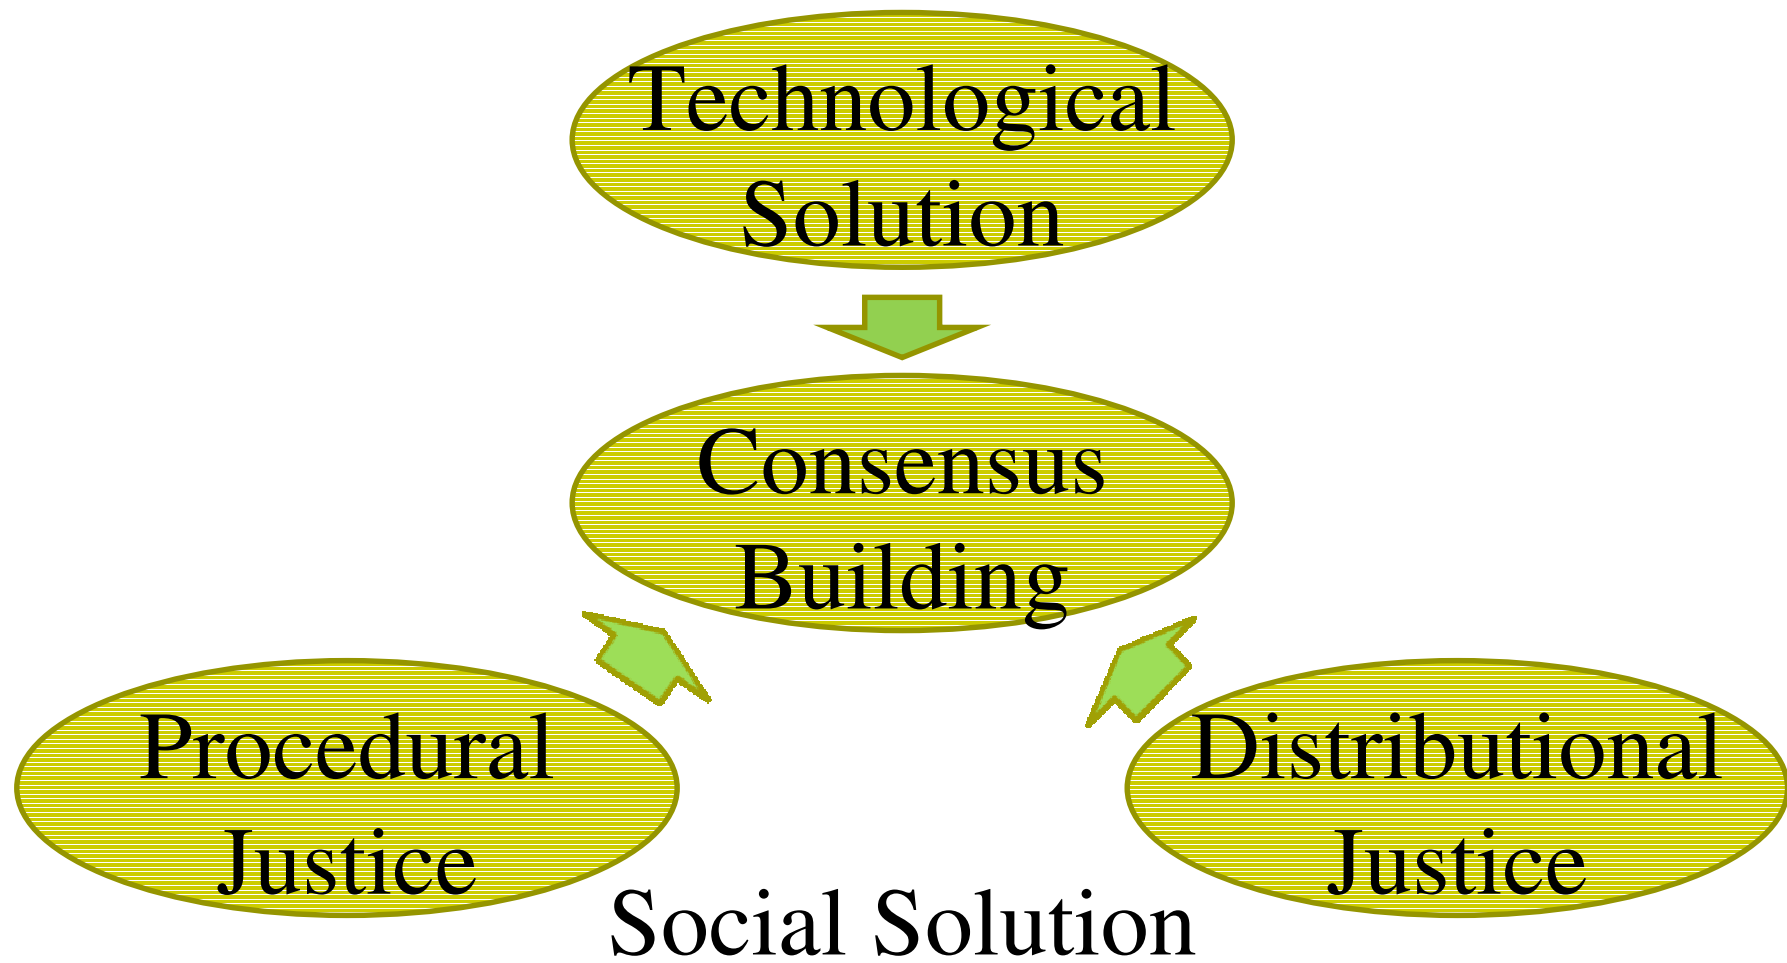 Technological
Solution
Consensus
Building
Procedural
Justice
Distributional
Justice
Social Solution